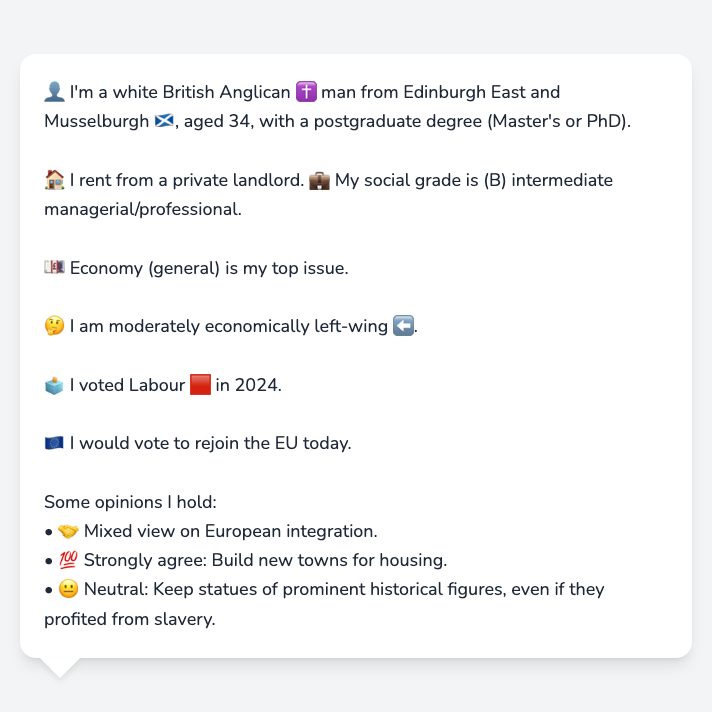 👤 I'm a white British Anglican ✝️ man from Edinburgh East and
Musselburgh 🏴󠁧󠁢󠁳󠁣󠁴󠁿, aged 34, with a postgraduate degree (Master's or PhD).
🏠 I rent from a private landlord. 💼 My social grade is (B) intermediate
managerial/professional.
💷 Economy (general) is my top issue.
🤔 I am moderately economically left-wing ⬅️.
🗳️ I voted Labour 🟥 in 2024.
🇪🇺 I would vote to rejoin the EU today.
Some opinions I hold:
• 🤝 Mixed view on European integration.
• 💯 Strongly agree: Build new towns for housing.
• 😐 Neutral: Keep statues of prominent historical figures, even if they
profited from slavery.